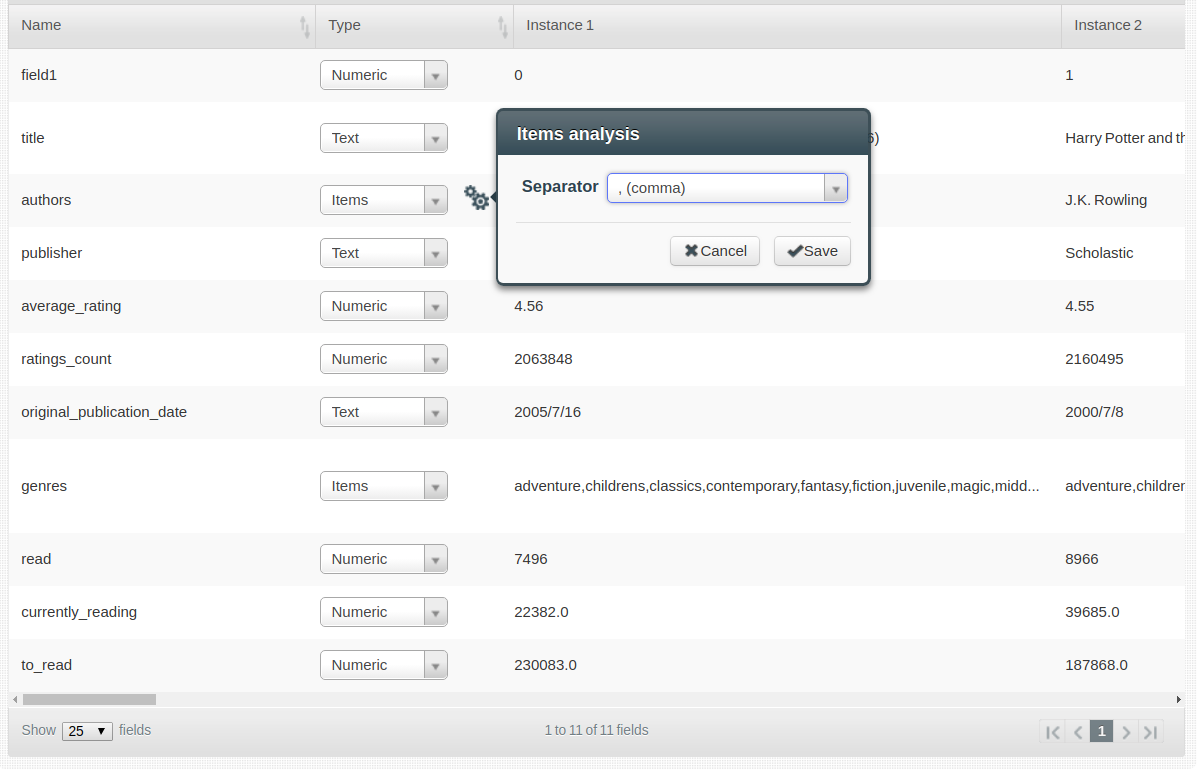 Name Type Instance 1 Instance 2
field1 Numeric 0 1
title Text 6) Harry Potter and th
Items analysis
Separator , (comma)
authors Items J.K. Rowling
publisher Text Scholastic
Cancel Save
average_rating Numeric 4.56 4.55
ratings_count Numeric 2063848 2160495
original_publication_date Text 2005/7/16 2000/7/8
genres Items adventure,childrens,classics,contemporary,fantasy,fiction,juvenile,magic,midd... adventure,children
read Numeric 7496 8966
currently_reading Numeric 22382.0 39685.0
to_read Numeric 230083.0 187868.0
Show 25 fields 1 to 11 of 11 fields 1